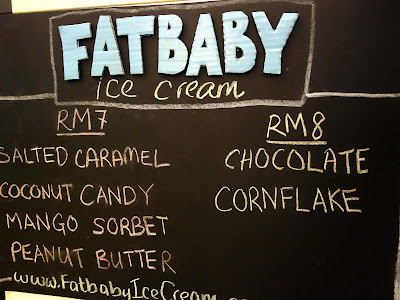 FATBABY
ice cream
RM7
SALTED CARAMEL
COCONUT CANDY
MANGO SORBET
PEANUT BUTTER
RM8
CHOCOLATE
CORNFLAKE
www.FatbabyIceCream